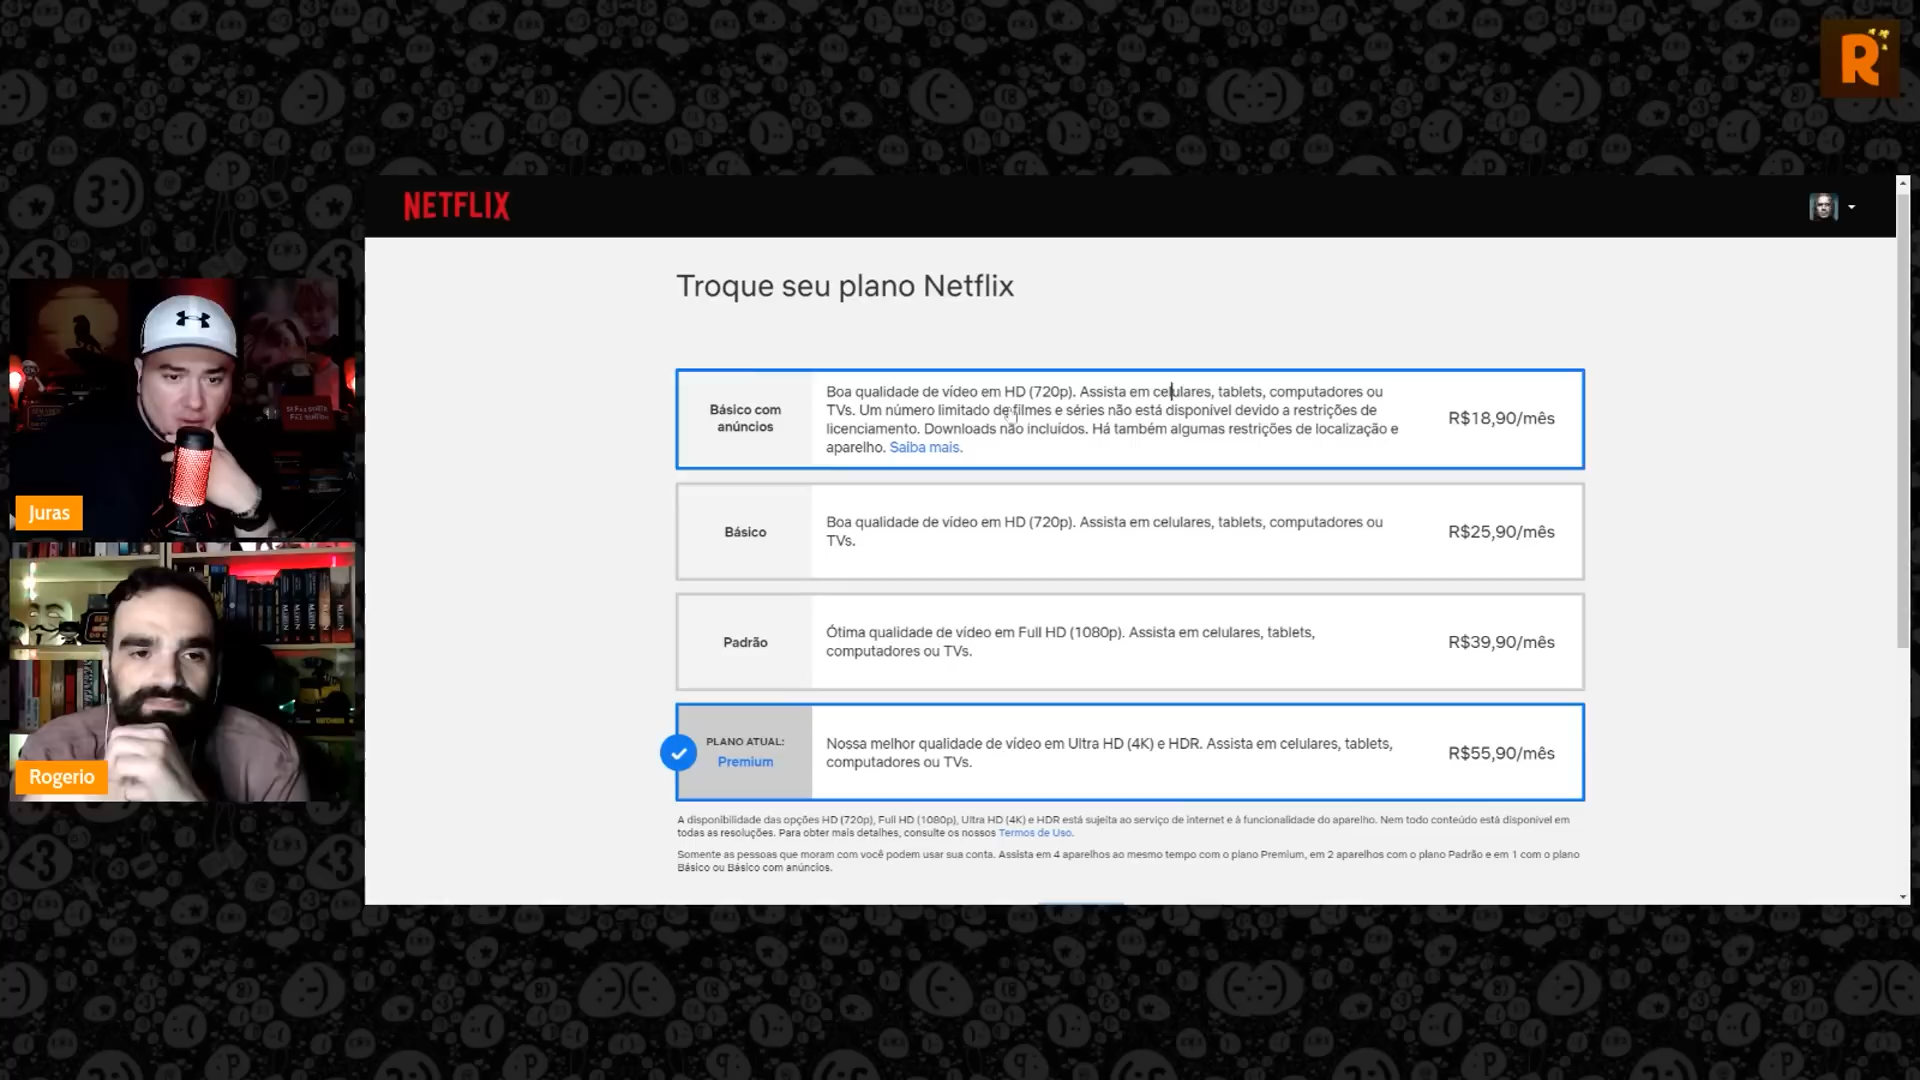 R
NETFLIX
Troque seu plano Netflix
Básico com
anúncios
Boa qualidade de vídeo em HD (720p). Assista em celulares, tablets, computadores ou
TVs. Um número limitado de filmes e séries não está disponível devido a restrições de
licenciamento. Downloads não incluídos. Há também algumas restrições de localização e
aparelho. Saiba mais.
R$18,90/mês
Básico
Boa qualidade de vídeo em HD (720p). Assista em celulares, tablets, computadores ou
TVs.
R$25,90/mês
Padrão
Ótima qualidade de vídeo em Full HD (1080p). Assista em celulares, tablets,
computadores ou TVs.
R$39,90/mês
PLANO ATUAL:
Premium
Nossa melhor qualidade de vídeo em Ultra HD (4K) e HDR. Assista em celulares, tablets,
computadores ou TVs.
R$55,90/mês
A disponibilidade das opções HD (720p), Full HD (1080p), Ultra HD (4K) e HDR está sujeita ao serviço de internet e à funcionalidade do aparelho. Nem todo conteúdo está disponível em
todas as resoluções. Para obter mais detalhes, consulte os nossos Termos de Uso.
Somente as pessoas que moram com você podem usar sua conta. Assista em 4 aparelhos ao mesmo tempo com o plano Premium, em 2 aparelhos com o plano Padrão e em 1 com o plano
Básico ou Básico com anúncios.
Juras
Rogerio